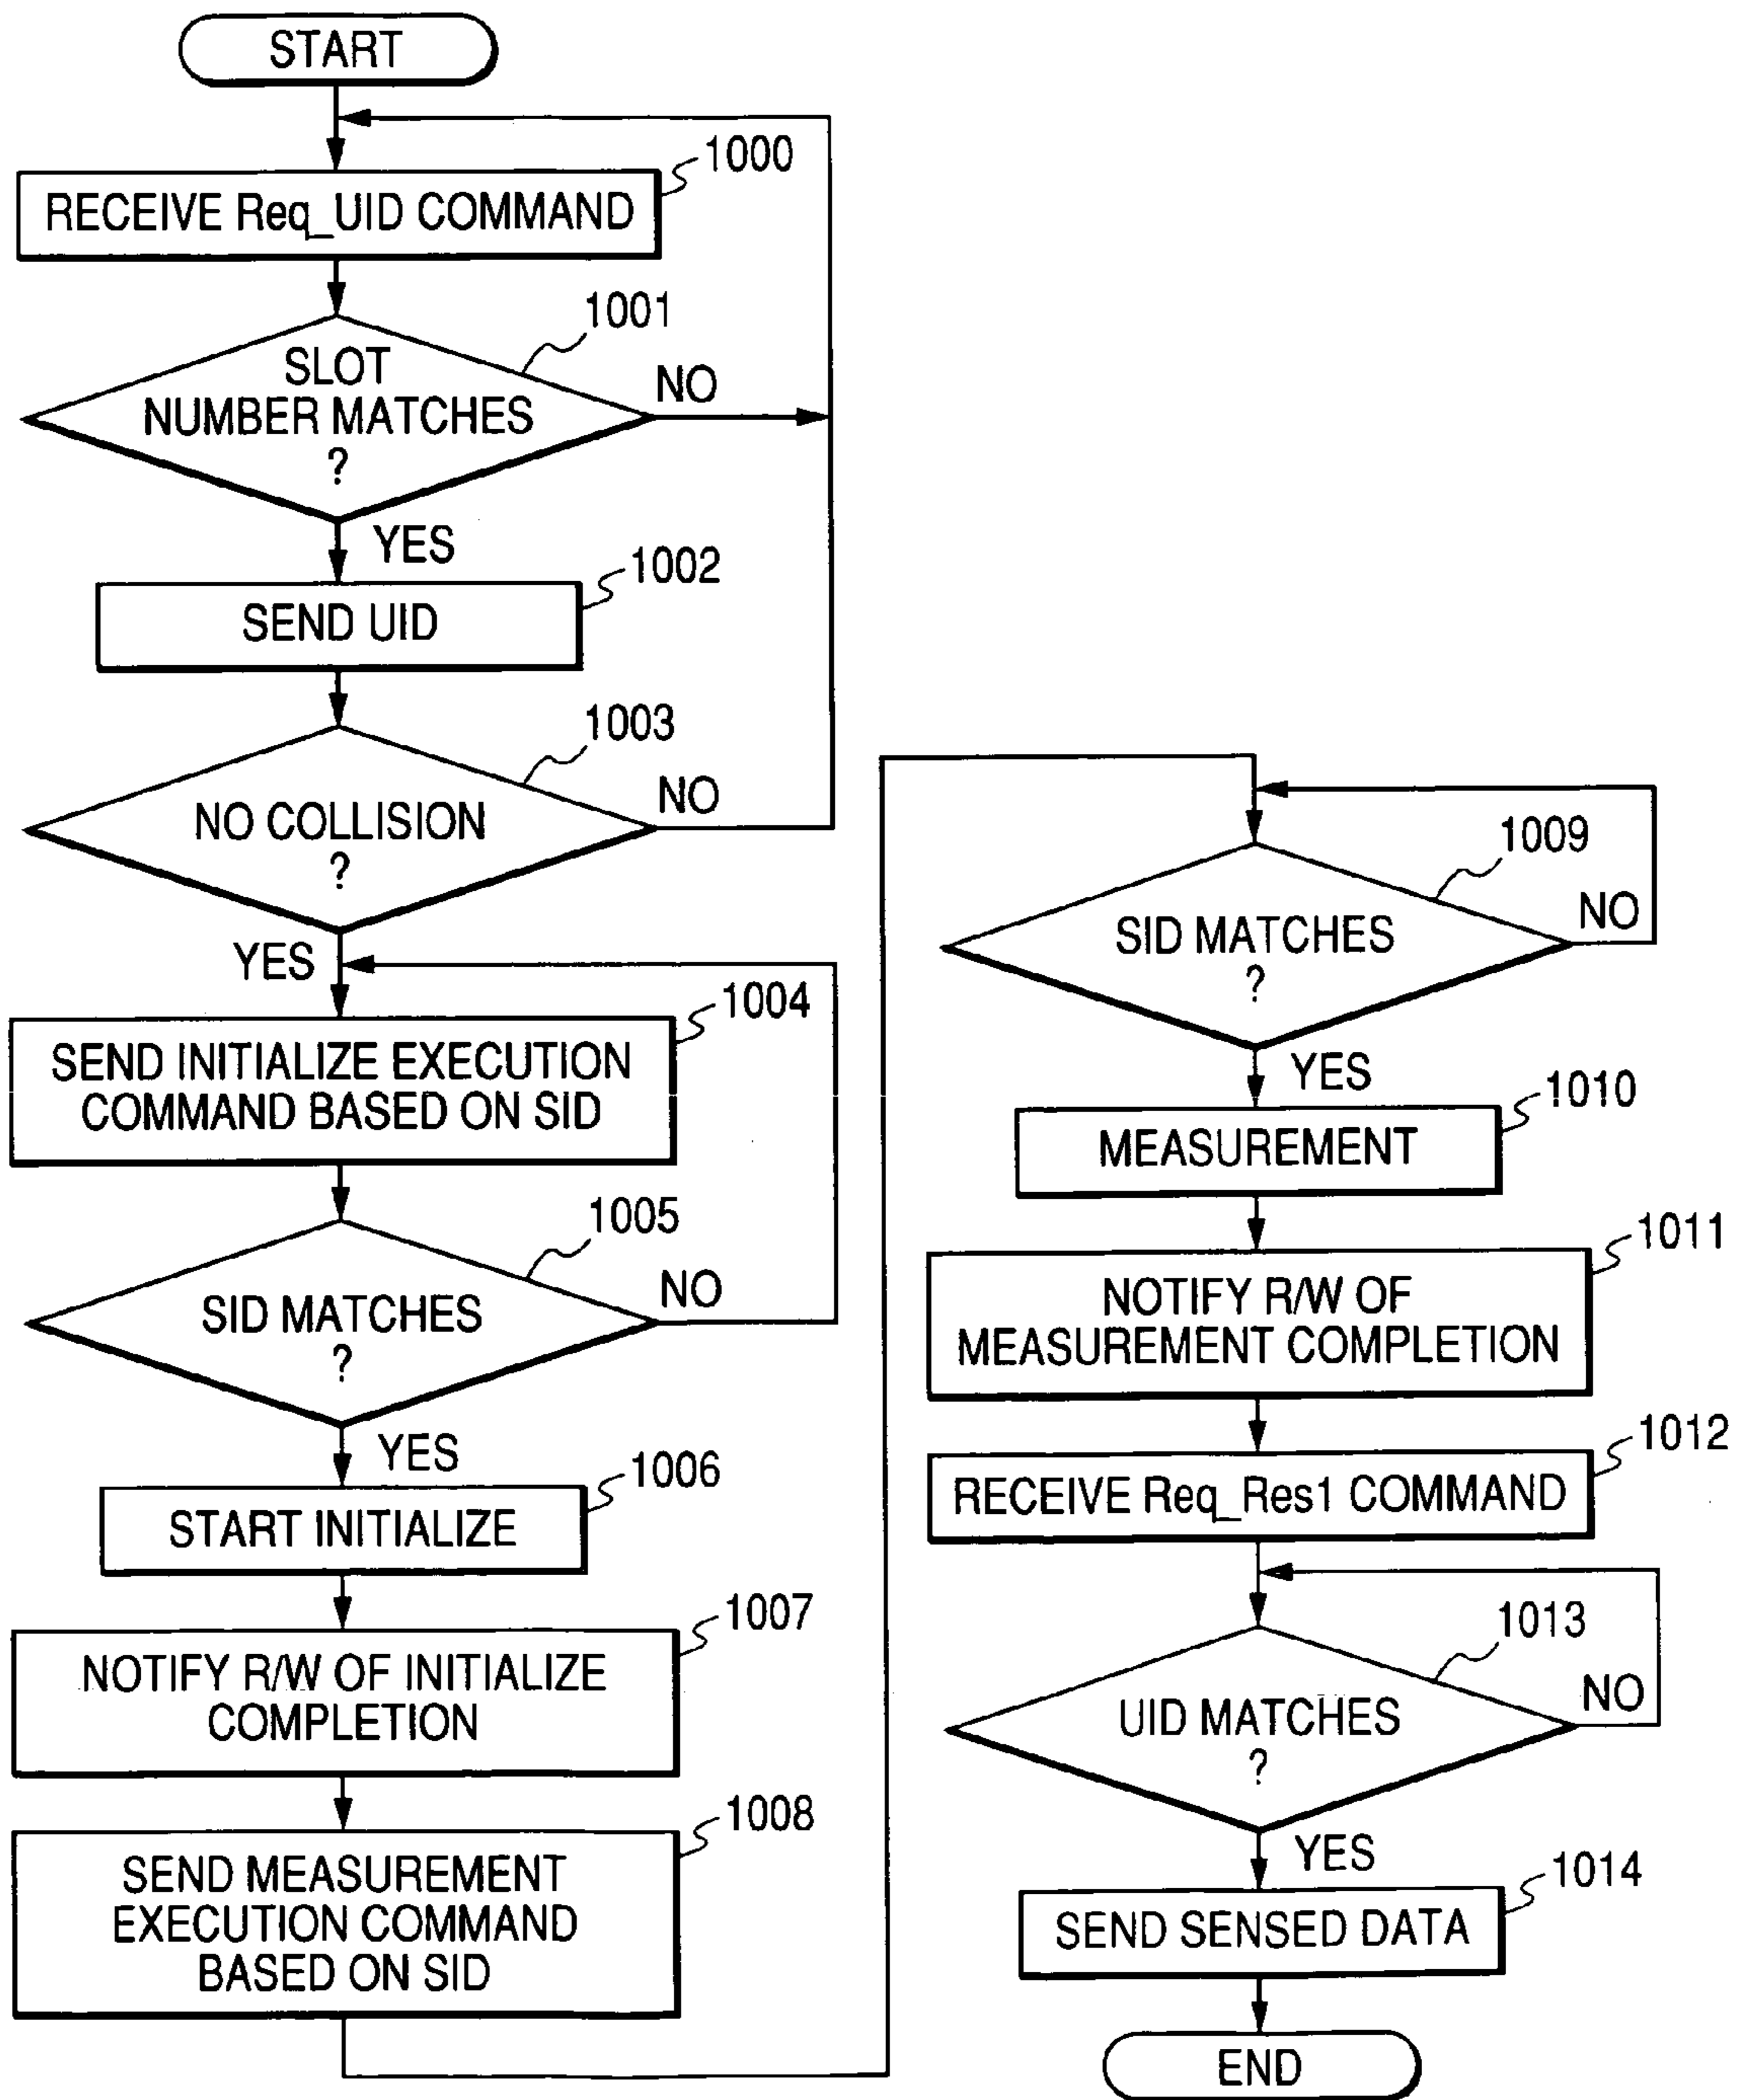 START
1000
RECEIVE Req_UID COMMAND
1001
SLOT
NUMBER MATCHES
?
NO
YES
1002
SEND UID
1003
NO COLLISION
?
NO
YES
1004
SEND INITIALIZE EXECUTION
COMMAND BASED ON SID
1005
SID MATCHES
?
NO
YES
1006
START INITIALIZE
1007
NOTIFY R/W OF INITIALIZE
COMPLETION
1008
SEND MEASUREMENT
EXECUTION COMMAND
BASED ON SID
1009
SID MATCHES
?
NO
YES
1010
MEASUREMENT
1011
NOTIFY R/W OF
MEASUREMENT COMPLETION
1012
RECEIVE Req_Res1 COMMAND
1013
UID MATCHES
?
NO
YES
1014
SEND SENSED DATA
END